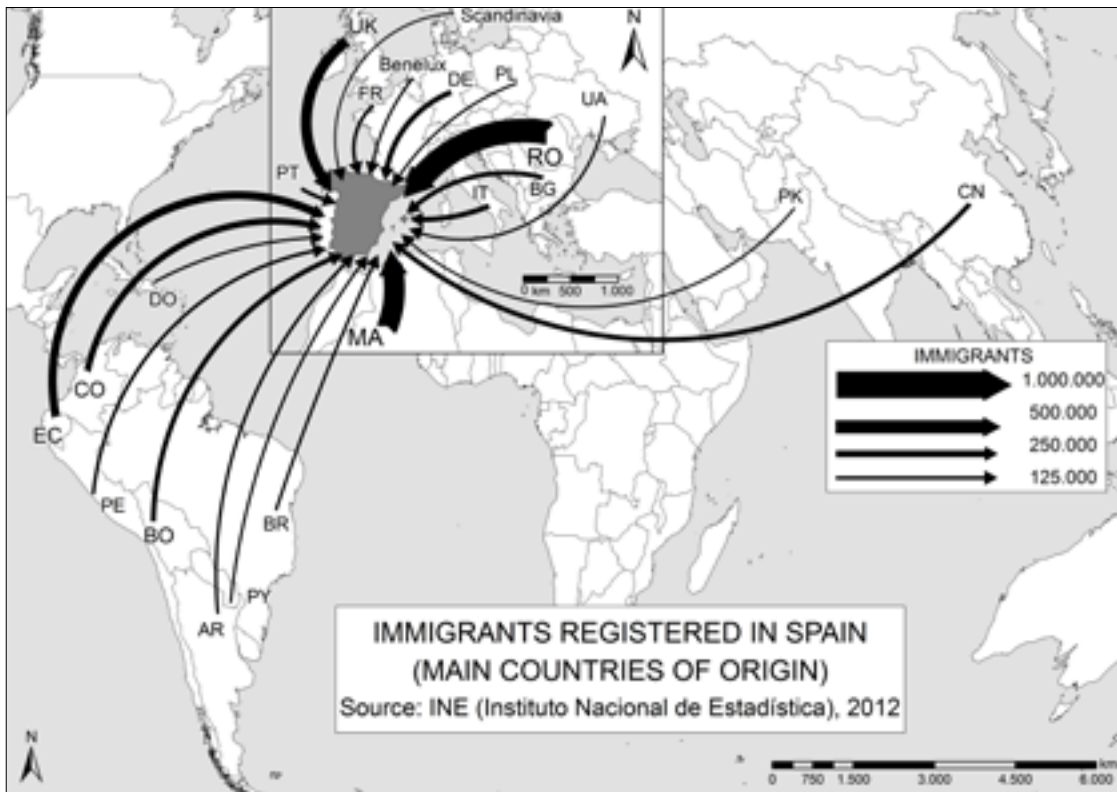 UK
Scandinavia
N
Benelux
FR
DE
PL
UA
RO
PT
IT
BG
PK
CN
DO
0 km 500 1.000
MA
CO
EC
PE
BO
BR
AR
PY
IMMIGRANTS
1.000.000
500.000
250.000
125.000
IMMIGRANTS REGISTERED IN SPAIN
(MAIN COUNTRIES OF ORIGIN)
Source: INE (Instituto Nacional de Estadística), 2012
N
km
0 750 1.500 3.000 4.500 6.000